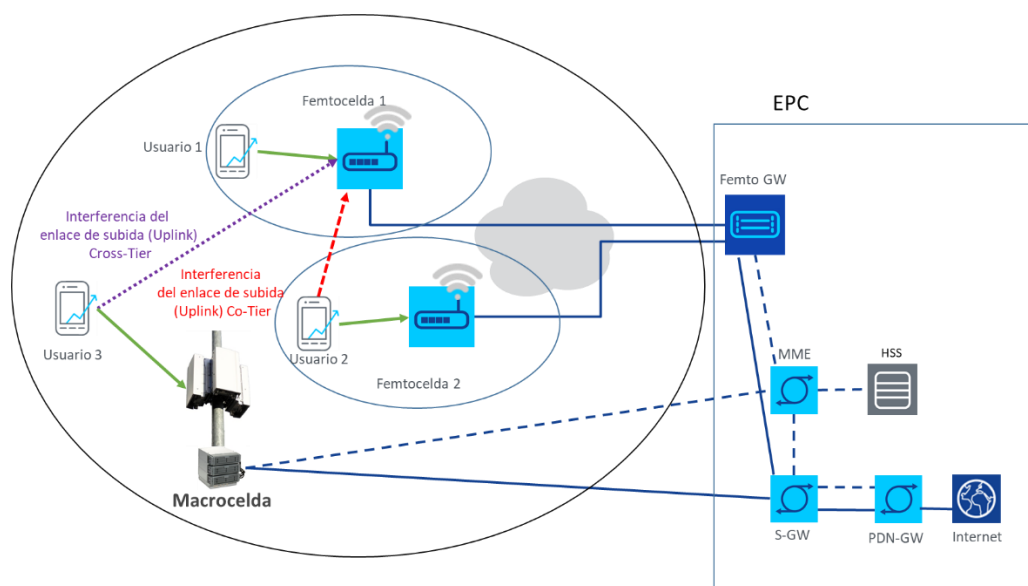 EPC
Femtocelda 1
Usuario 1
Femto GW
Interferencia del
enlace de subida (Uplink)
Cross-Tier
Interferencia
del enlace de subida
(Uplink) Co-Tier
Usuario 3
Usuario 2
MME
HSS
Femtocelda 2
Macrocelda
S-GW
PDN-GW
Internet